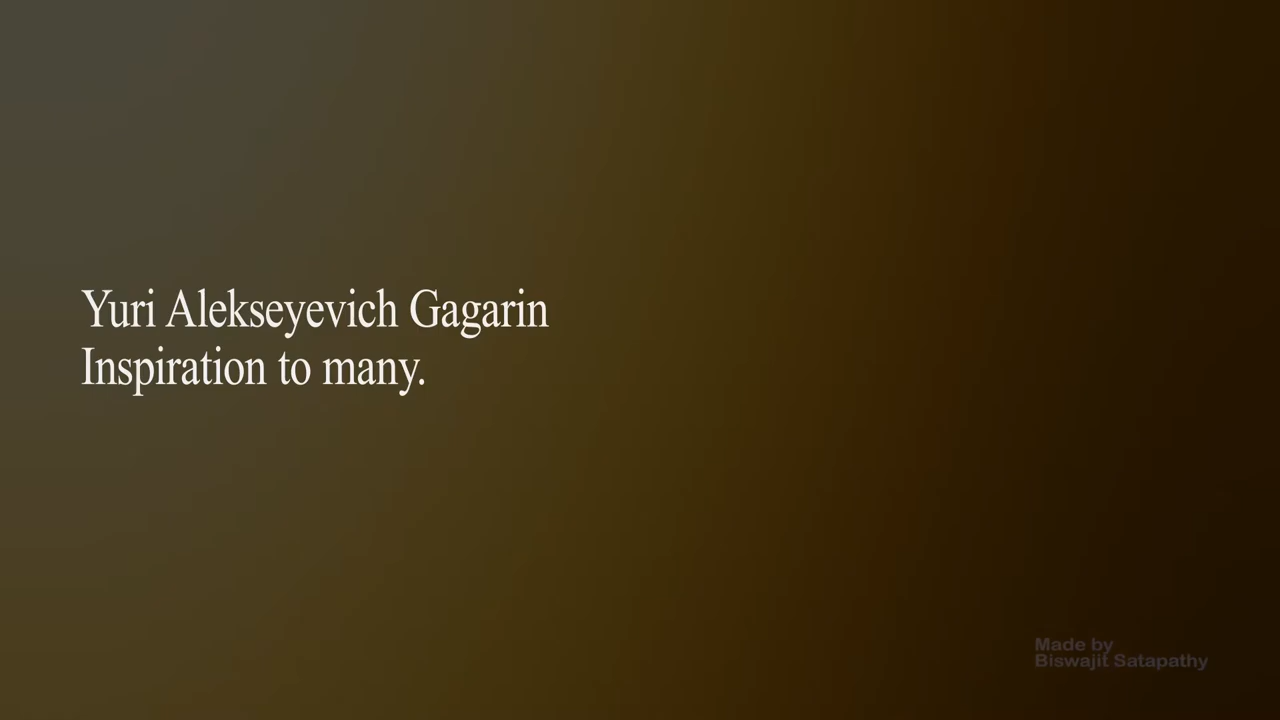 Yuri Alekseyevich Gagarin
Inspiration to many.
Made by
Biswajit Satapathy